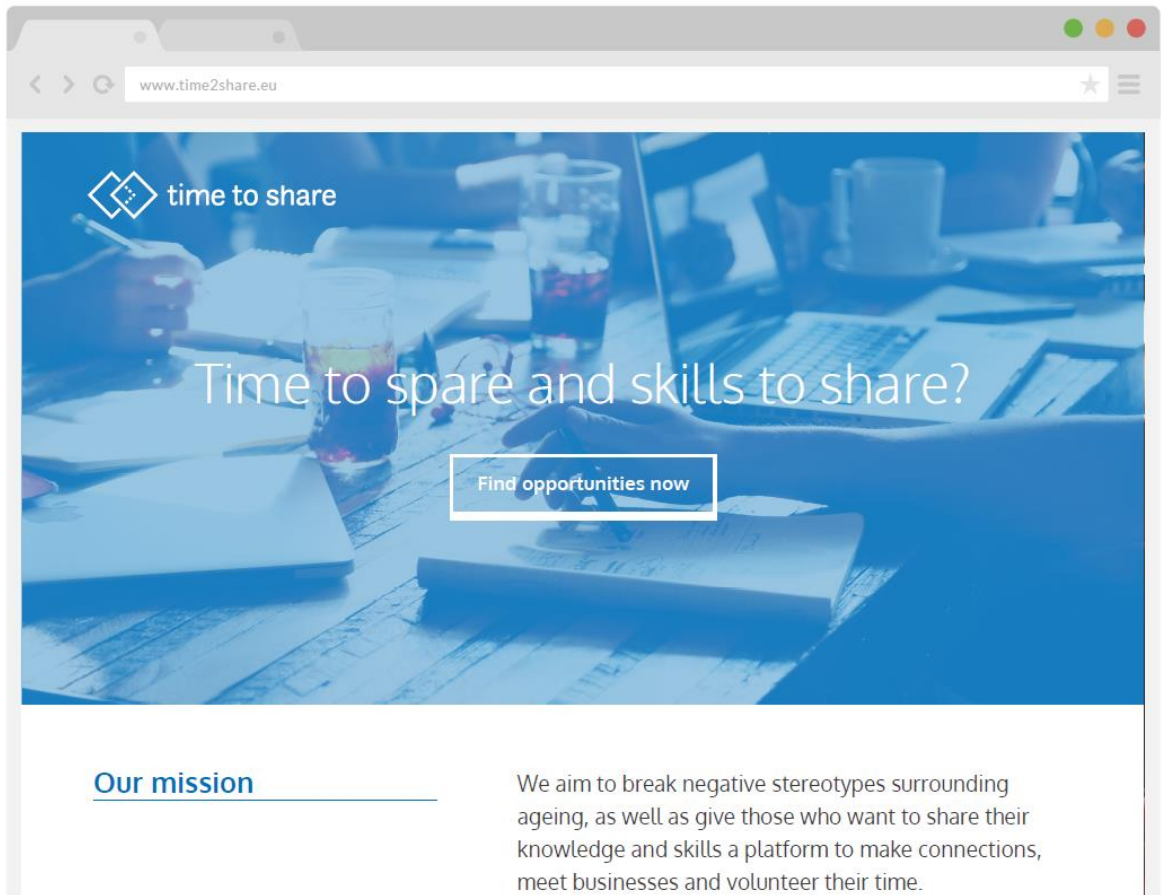 www.time2share.eu
time to share
Time to spare and skills to share?
Find opportunities now
Our mission
We aim to break negative stereotypes surrounding
ageing, as well as give those who want to share their
knowledge and skills a platform to make connections,
meet businesses and volunteer their time.